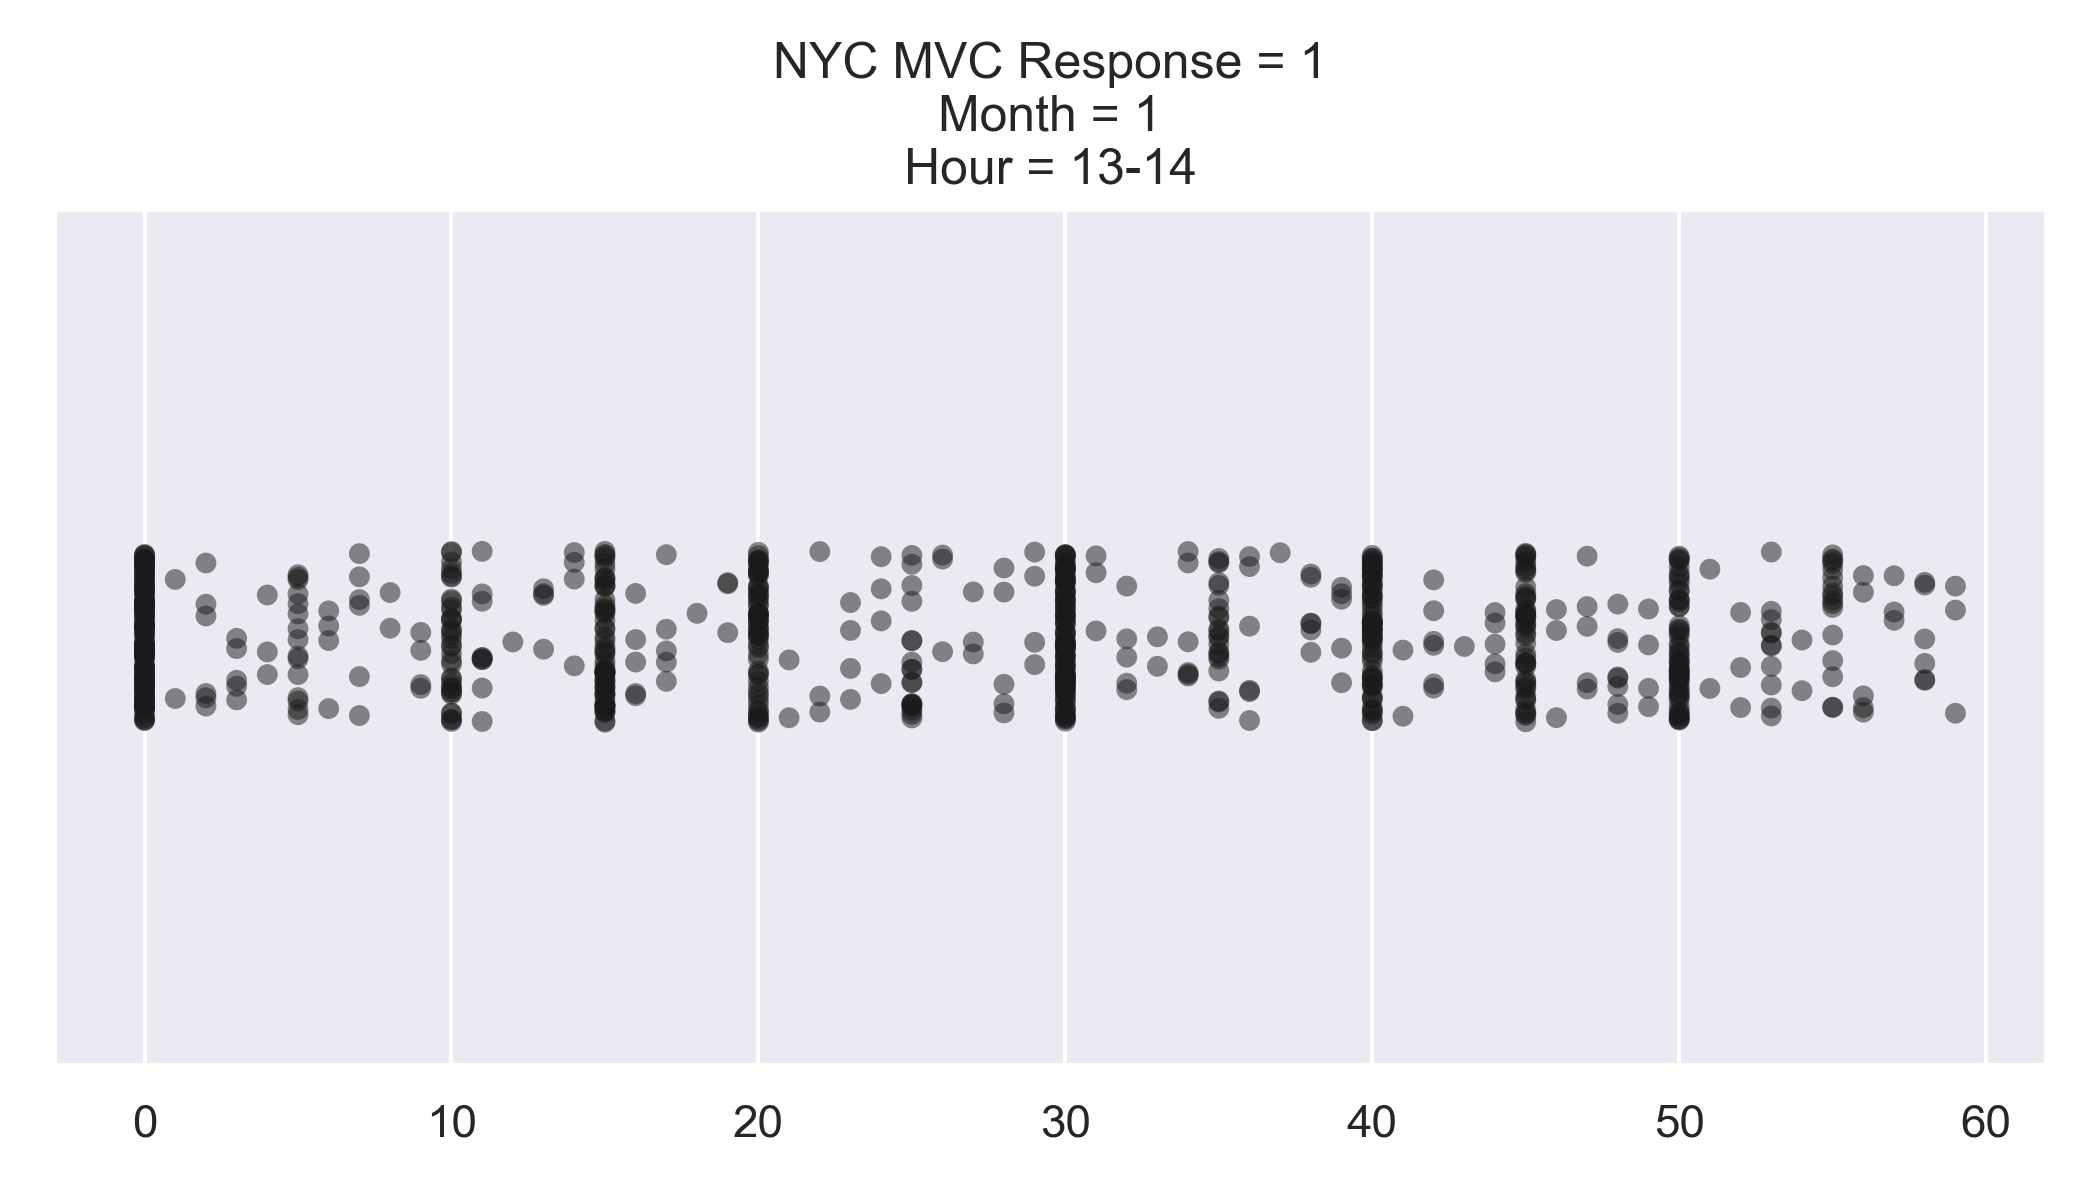 NYC MVC Response = 1
Month = 1
Hour = 13-14
0 10 20 30 40 50 60